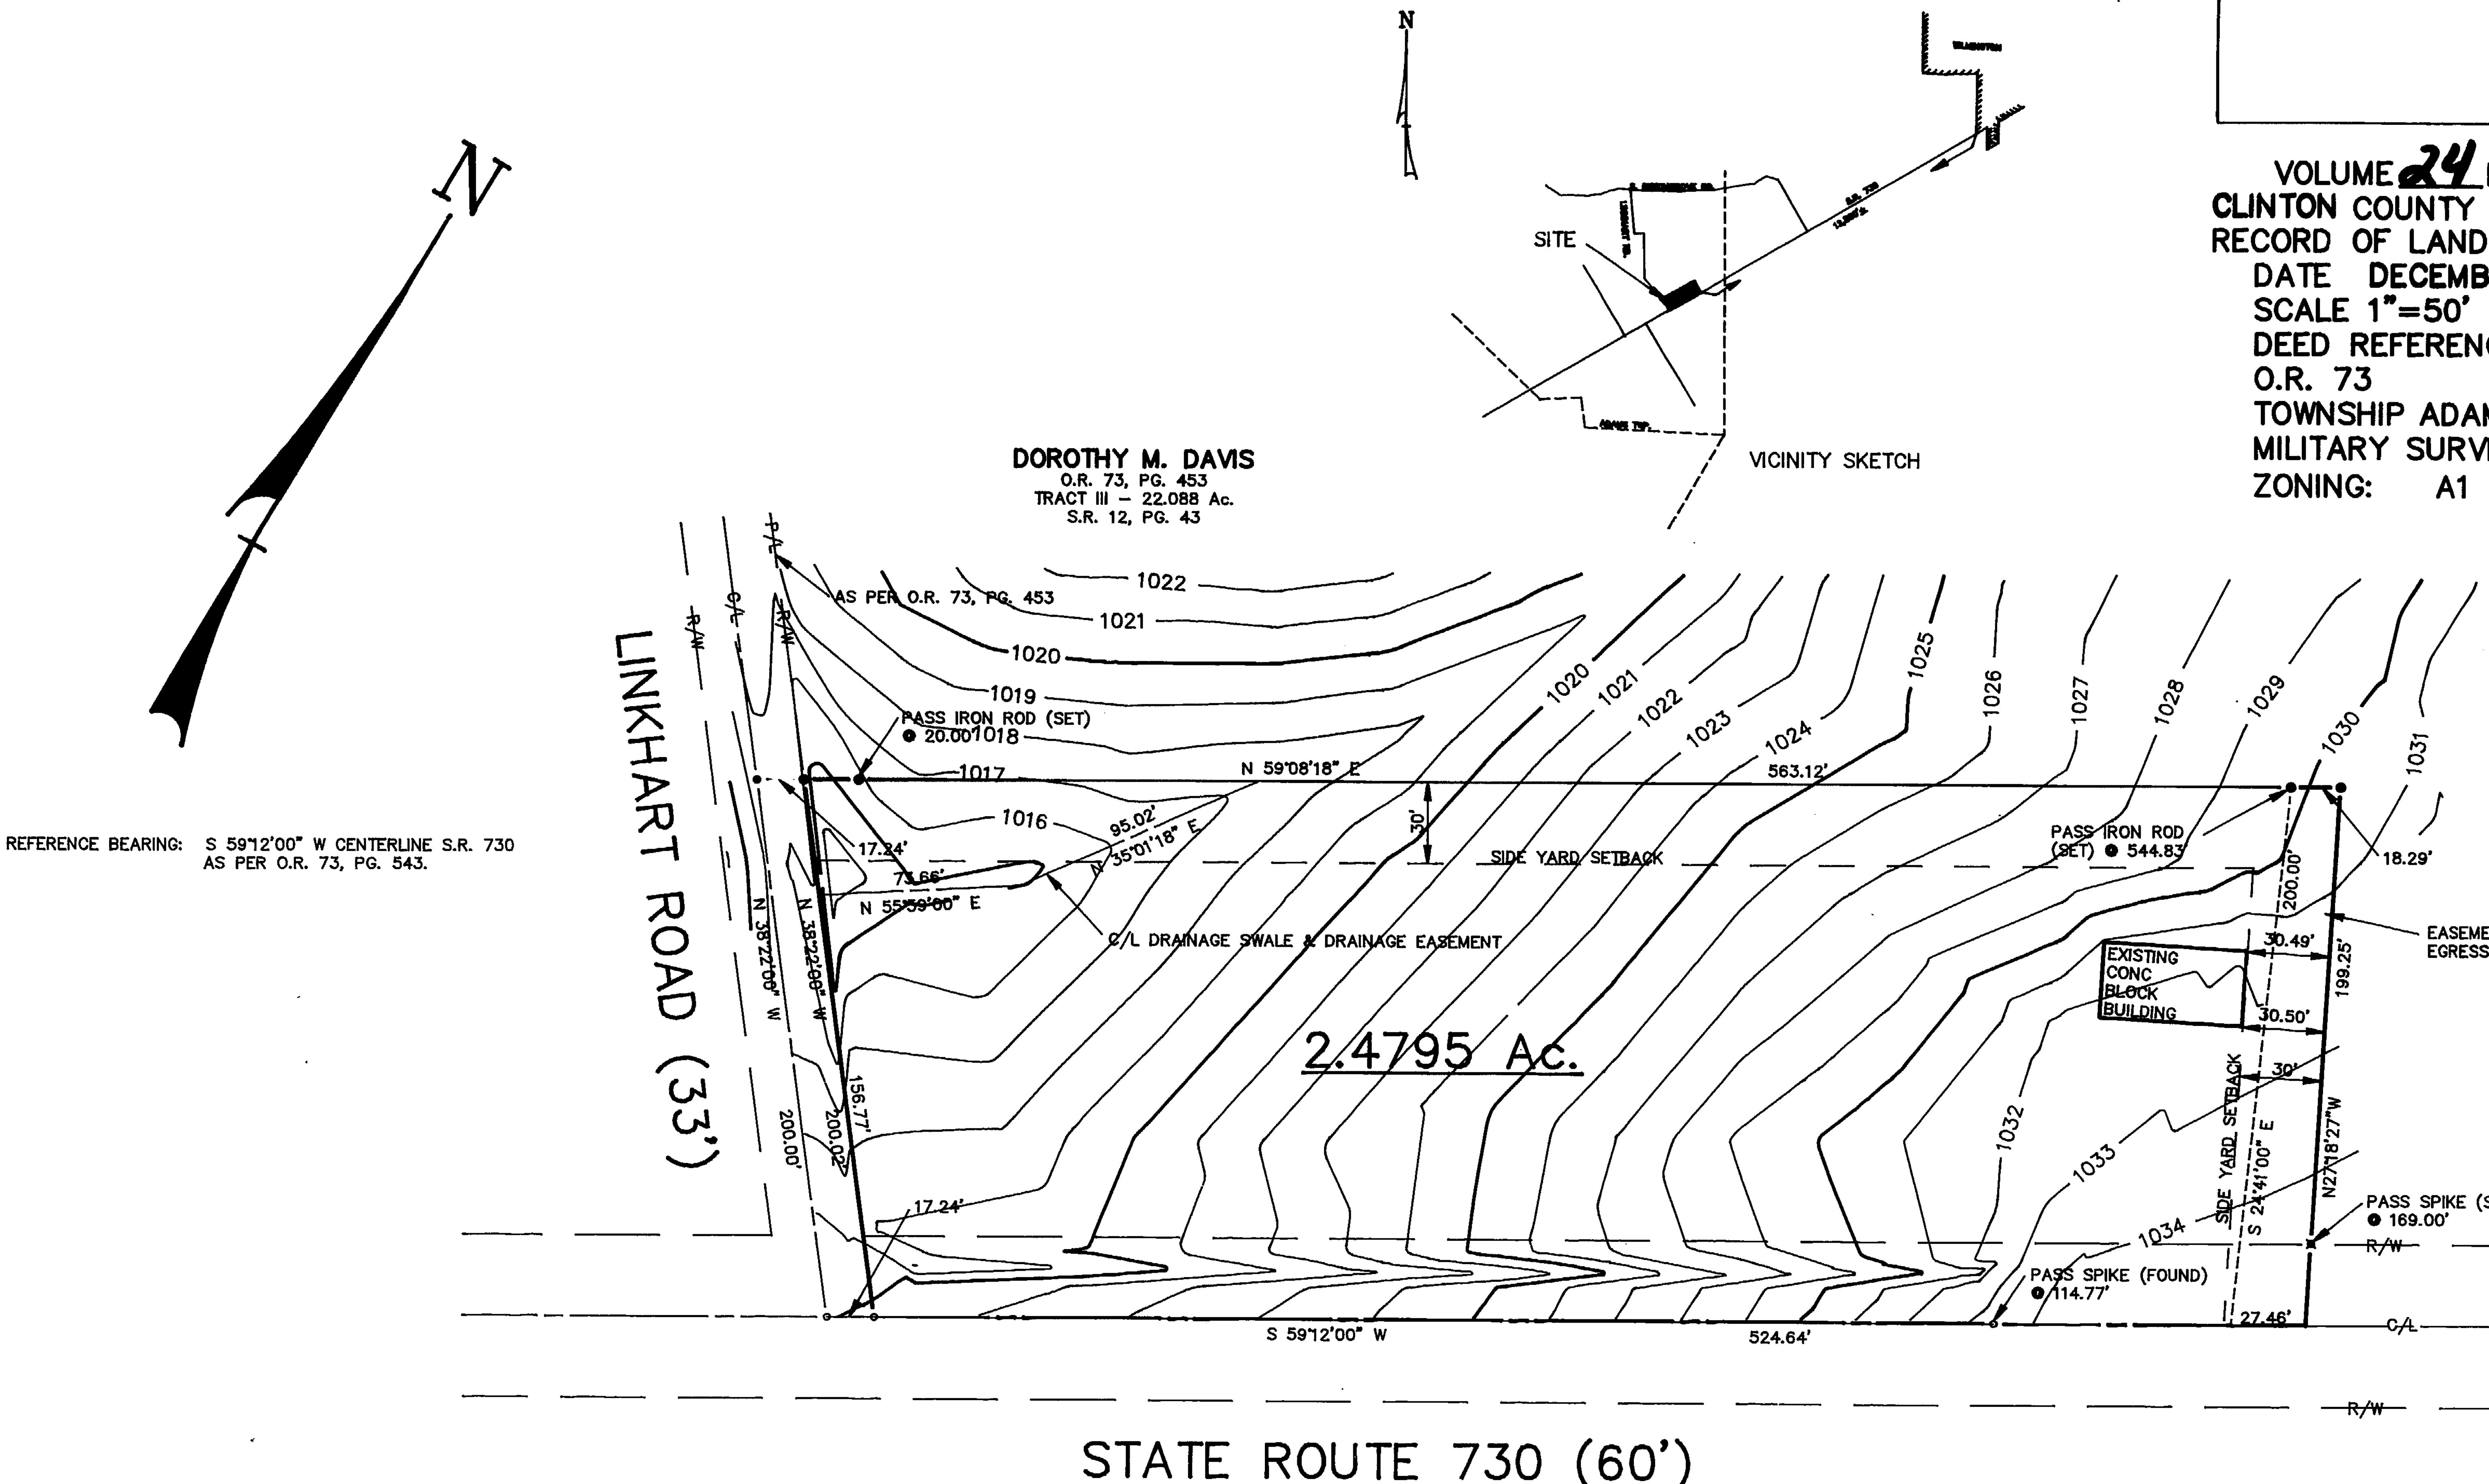 N
WILMINGTON
S.R. 730
LINKHART RD.
SITE
ADAMS TWP.
VICINITY SKETCH
N
VOLUME 24
CLINTON COUNTY
RECORD OF LAND
DATE DECEMB
SCALE 1"=50'
DEED REFEREN
O.R. 73
TOWNSHIP ADA
MILITARY SURV
ZONING: A1
DOROTHY M. DAVIS
O.R. 73, PG. 453
TRACT III - 22.088 Ac.
S.R. 12, PG. 43
P/L
C/L
R/W
R/W
AS PER O.R. 73, PG. 453
1022
1021
1020
1019
1018
1017
1016
1020
1021
1022
1023
1024
1025
1026
1027
1028
1029
1030
1031
PASS IRON ROD (SET)
@ 20.00'
N 59°08'18" E
563.12'
30'
SIDE YARD SETBACK
PASS IRON ROD
(SET) @ 544.83'
18.29'
REFERENCE BEARING: S 59°12'00" W CENTERLINE S.R. 730
AS PER O.R. 73, PG. 543.
LINKHART ROAD (33')
17.24'
73.66'
N 55°59'00" E
95.02'
N 35°01'18" E
C/L DRAINAGE SWALE & DRAINAGE EASEMENT
N 38°22'00" W
N 38°22'00" W
200.00'
200.02'
156.77'
17.24'
2.4795 Ac.
EXISTING
CONC
BLOCK
BUILDING
200.00'
30.49'
30.50'
30'
199.25'
EASEME
EGRESS
SIDE YARD SETBACK
S 24°41'00" E
N27°18'27"W
1032
1033
1034
PASS SPIKE (S
@ 169.00'
R/W
PASS SPIKE (FOUND)
@ 114.77'
27.46'
C/L
S 59°12'00" W
524.64'
R/W
STATE ROUTE 730 (60')